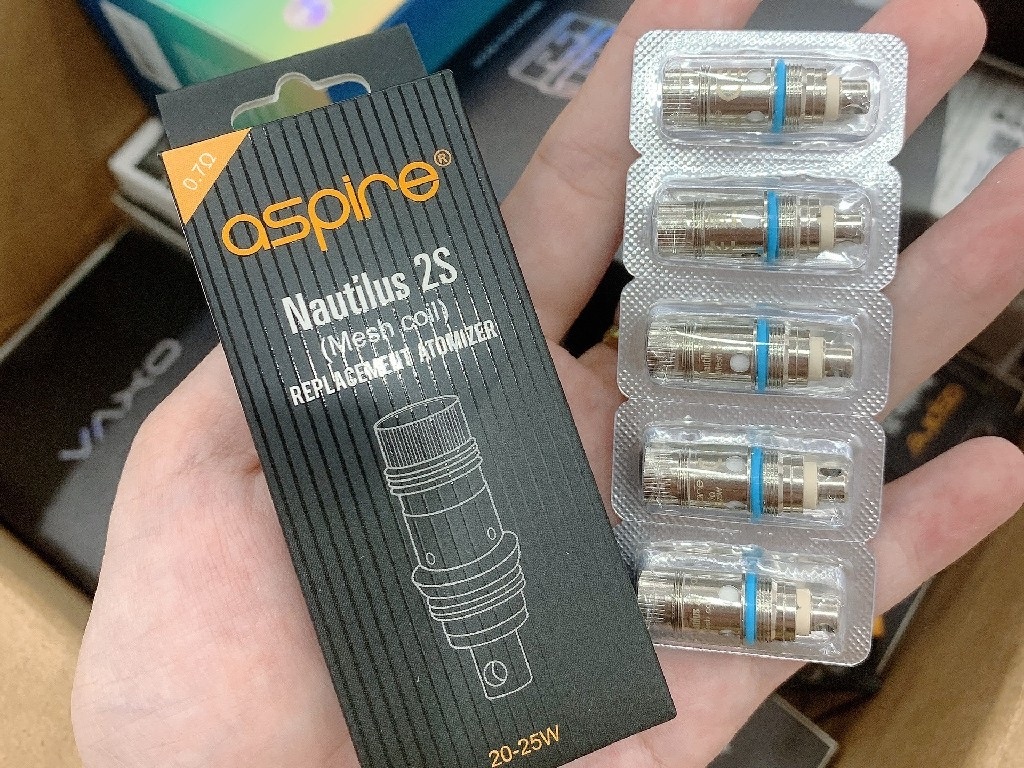 0.7Ω
aspire®
Nautilus 2S
(Mesh coil)
REPLACEMENT ATOMIZER
20-25W